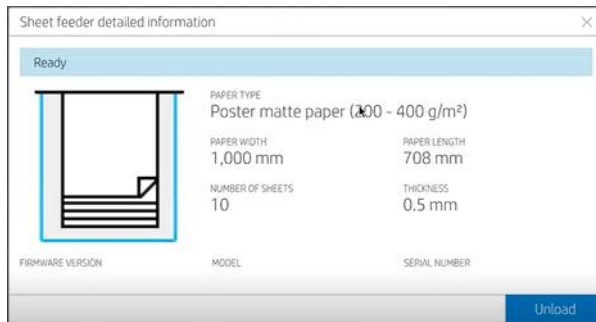 Sheet feeder detailed information
Ready
PAPER TYPE
Poster matte paper (200 - 400 g/m²)
PAPER WIDTH
1,000 mm
PAPER LENGTH
708 mm
NUMBER OF SHEETS
10
THICKNESS
0.5 mm
FIRMWARE VERSION
MODEL
SERIAL NUMBER
Unload